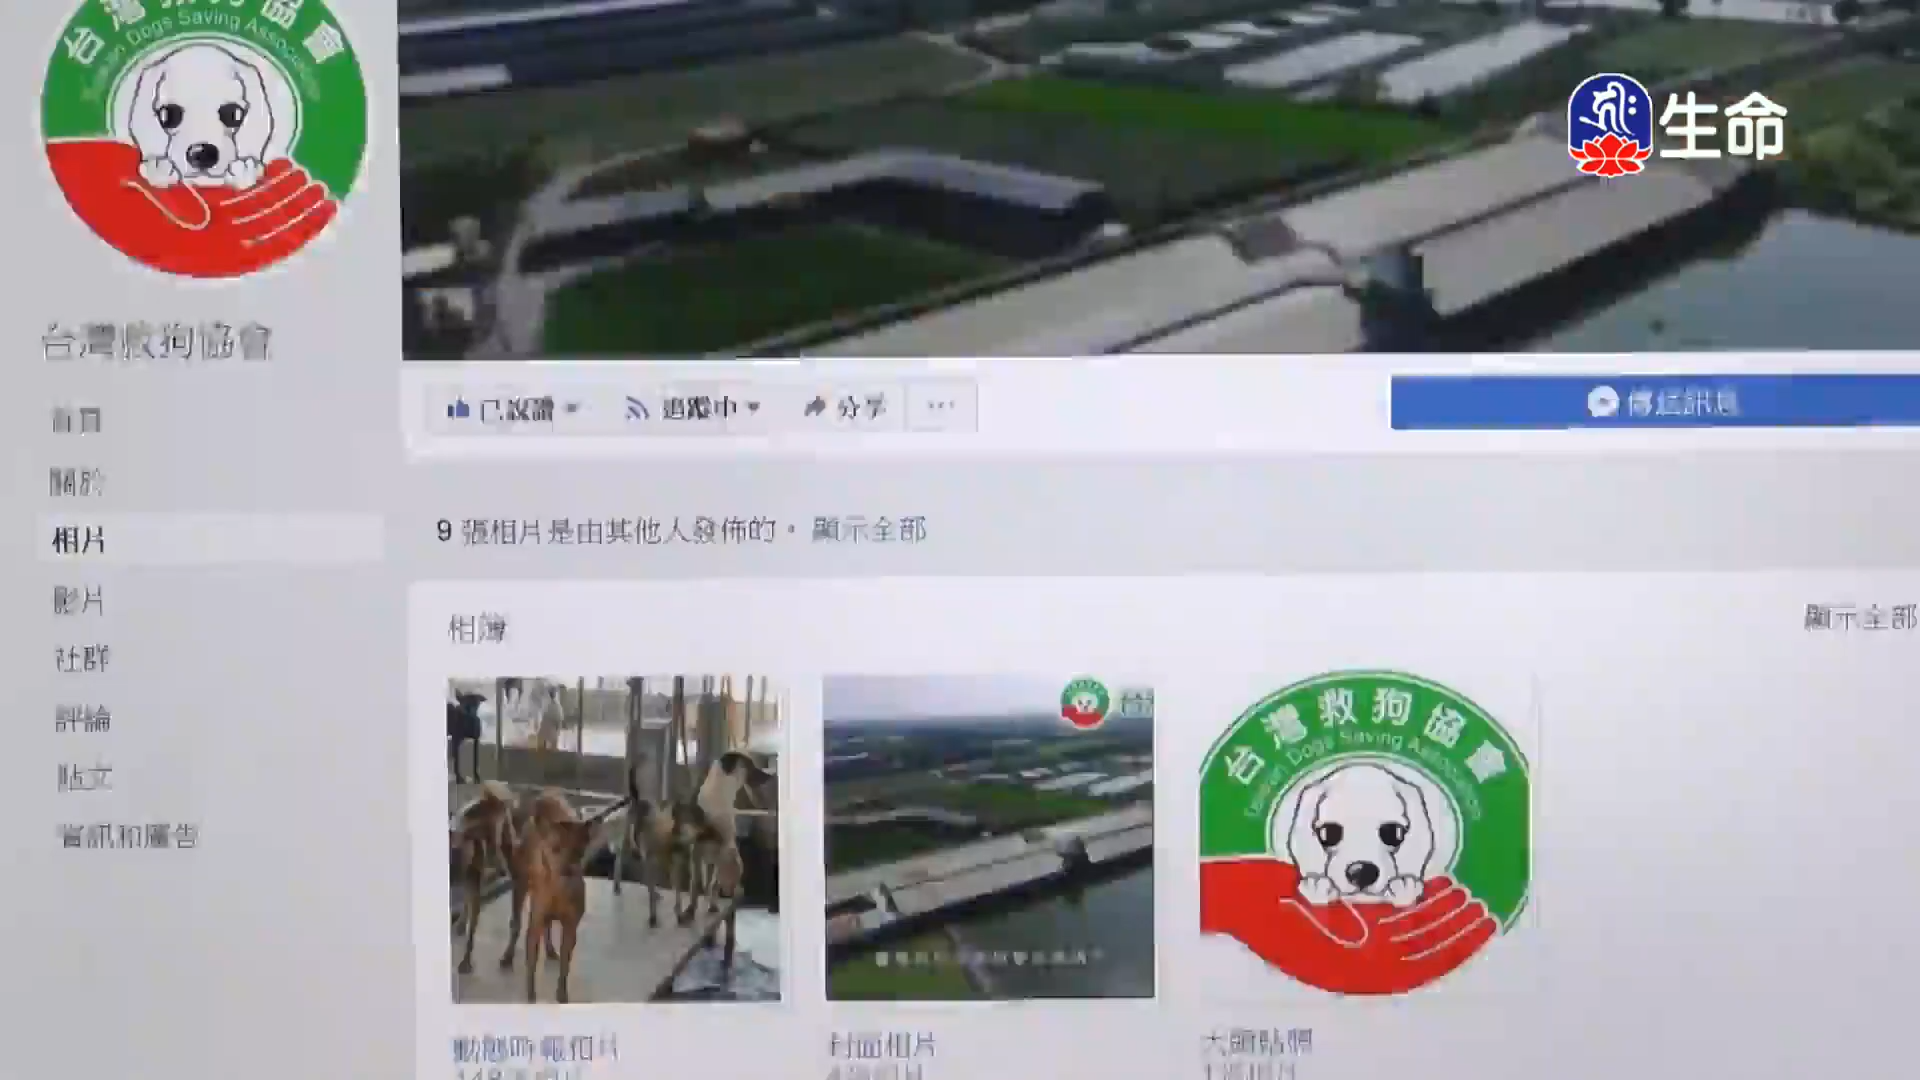 台灣救狗協會
Taiwan Dogs Saving Association
生命
台灣救狗協會
首頁
關於
相片
影片
社群
評論
貼文
資訊和廣告
已說讚
追蹤中
分享
傳送訊息
9 張相片是由其他人發佈的。 顯示全部
相簿
顯示全部
台灣救狗協會
Taiwan Dogs Saving Association
動態時報相片
封面相片
大頭貼照